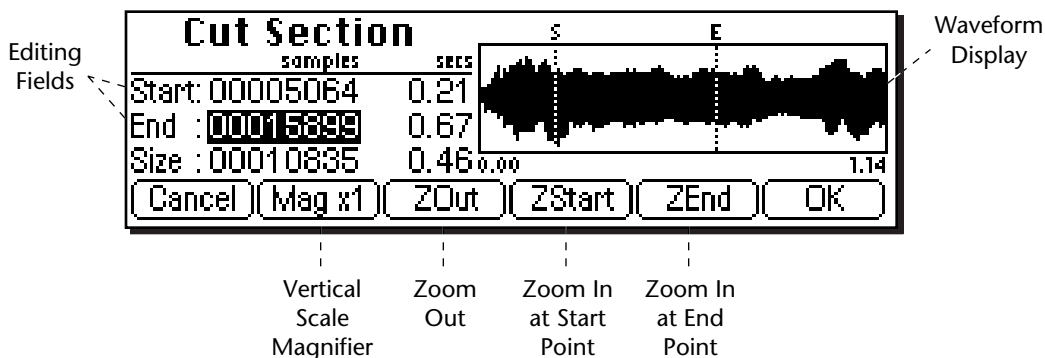 Cut Section
samples secs
Start: 00005064 0.21
End : 00015899 0.67
Size : 00010835 0.46
S E
0.00 1.14
Cancel Mag x1 ZOut ZStart ZEnd OK
Editing
Fields
Waveform
Display
Vertical
Scale
Magnifier
Zoom
Out
Zoom In
at Start
Point
Zoom In
at End
Point